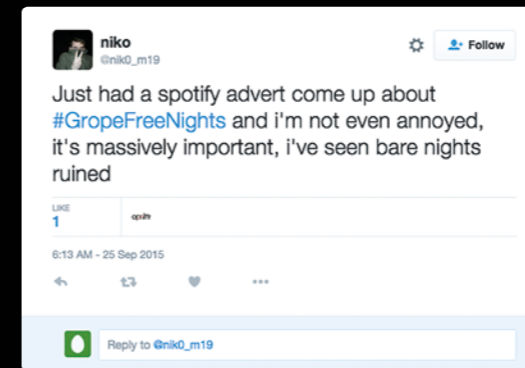 niko
@nik0_m19
Follow
Just had a spotify advert come up about
#GropeFreeNights and i'm not even annoyed,
it's massively important, i've seen bare nights
ruined
LIKE
1
6:13 AM - 25 Sep 2015
Reply to @nik0_m19